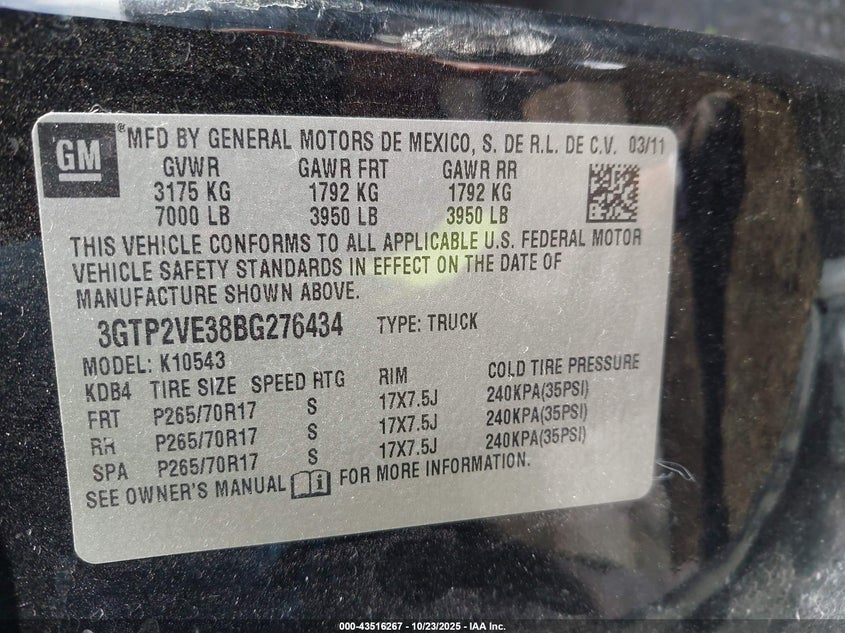 GM
® MFD BY GENERAL MOTORS DE MEXICO, S. DE R.L. DE C.V. 03/11
GVWR GAWR FRT GAWR RR
3175 KG 1792 KG 1792 KG
7000 LB 3950 LB 3950 LB
THIS VEHICLE CONFORMS TO ALL APPLICABLE U.S. FEDERAL MOTOR
VEHICLE SAFETY STANDARDS IN EFFECT ON THE DATE OF
MANUFACTURE SHOWN ABOVE.
3GTP2VE38BG276434 TYPE: TRUCK
MODEL: K10543
KDB4 TIRE SIZE SPEED RTG RIM COLD TIRE PRESSURE
FRT P265/70R17 S 17X7.5J 240KPA(35PSI)
RR P265/70R17 S 17X7.5J 240KPA(35PSI)
SPA P265/70R17 S 17X7.5J 240KPA(35PSI)
SEE OWNER'S MANUAL i FOR MORE INFORMATION.
000-43516267 - 10/23/2025 - IAA Inc.